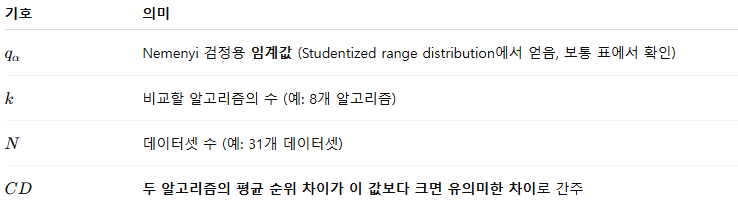 기호 의미
qα Nemenyi 검정용 임계값 (Studentized range distribution에서 얻음, 보통 표에서 확인)
k 비교할 알고리즘의 수 (예: 8개 알고리즘)
N 데이터셋 수 (예: 31개 데이터셋)
CD 두 알고리즘의 평균 순위 차이가 이 값보다 크면 유의미한 차이로 간주